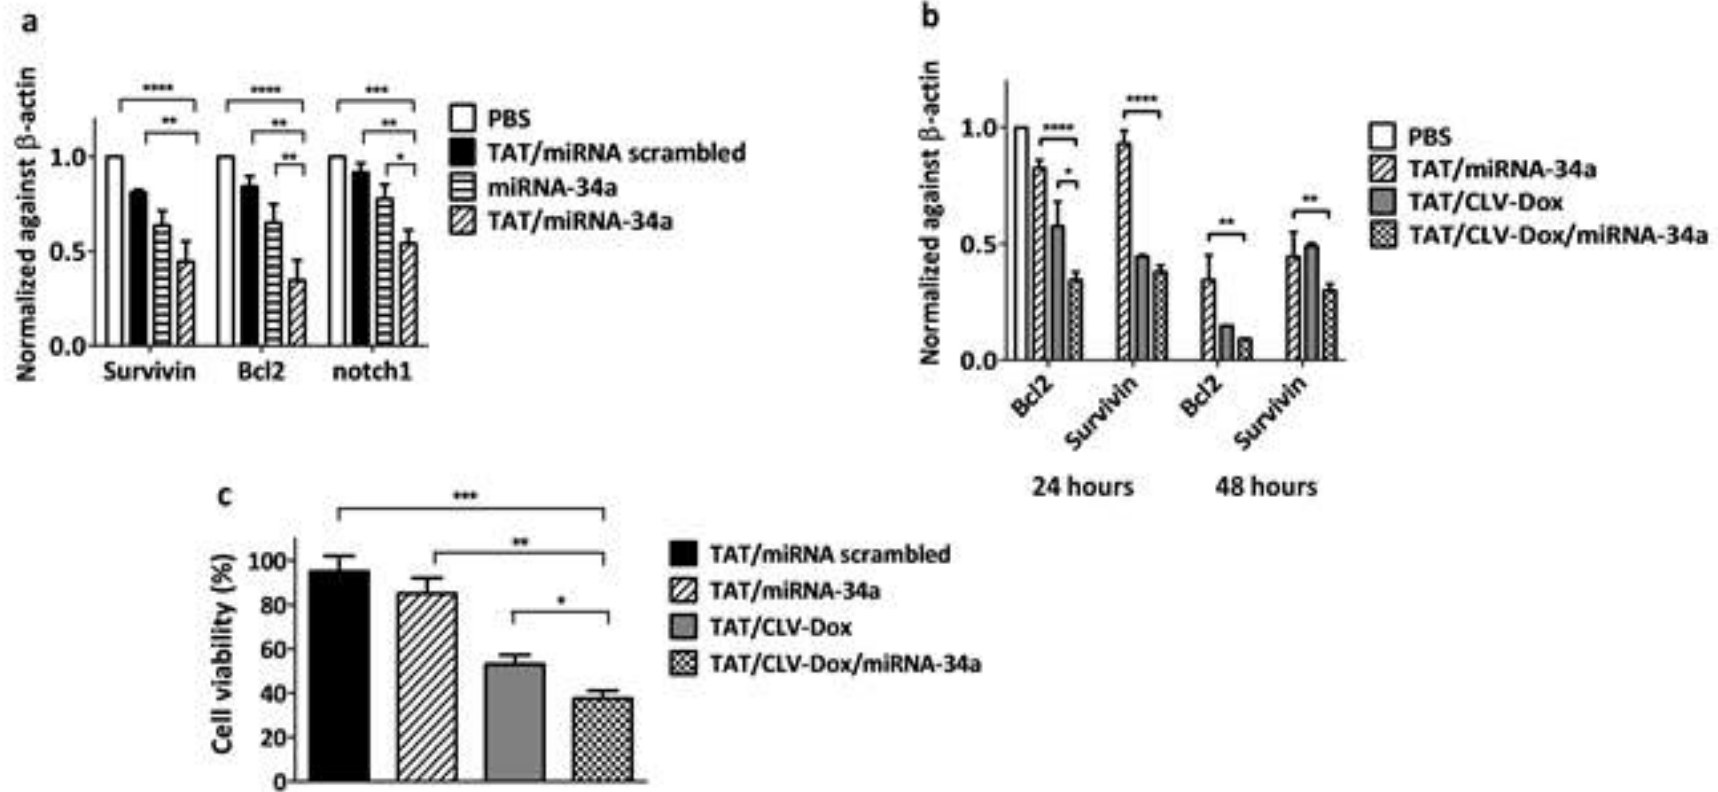 a
Normalized against β-actin
1.0
0.5
0.0
****
**
****
**
**
***
**
*
Survivin
Bcl2
notch1
PBS
TAT/miRNA scrambled
miRNA-34a
TAT/miRNA-34a
b
Normalized against β-actin
1.0
0.5
0.0
****
*
****
**
**
Bcl2
Survivin
Bcl2
Survivin
24 hours
48 hours
PBS
TAT/miRNA-34a
TAT/CLV-Dox
TAT/CLV-Dox/miRNA-34a
c
Cell viability (%)
100
80
60
40
20
0
***
**
*
TAT/miRNA scrambled
TAT/miRNA-34a
TAT/CLV-Dox
TAT/CLV-Dox/miRNA-34a